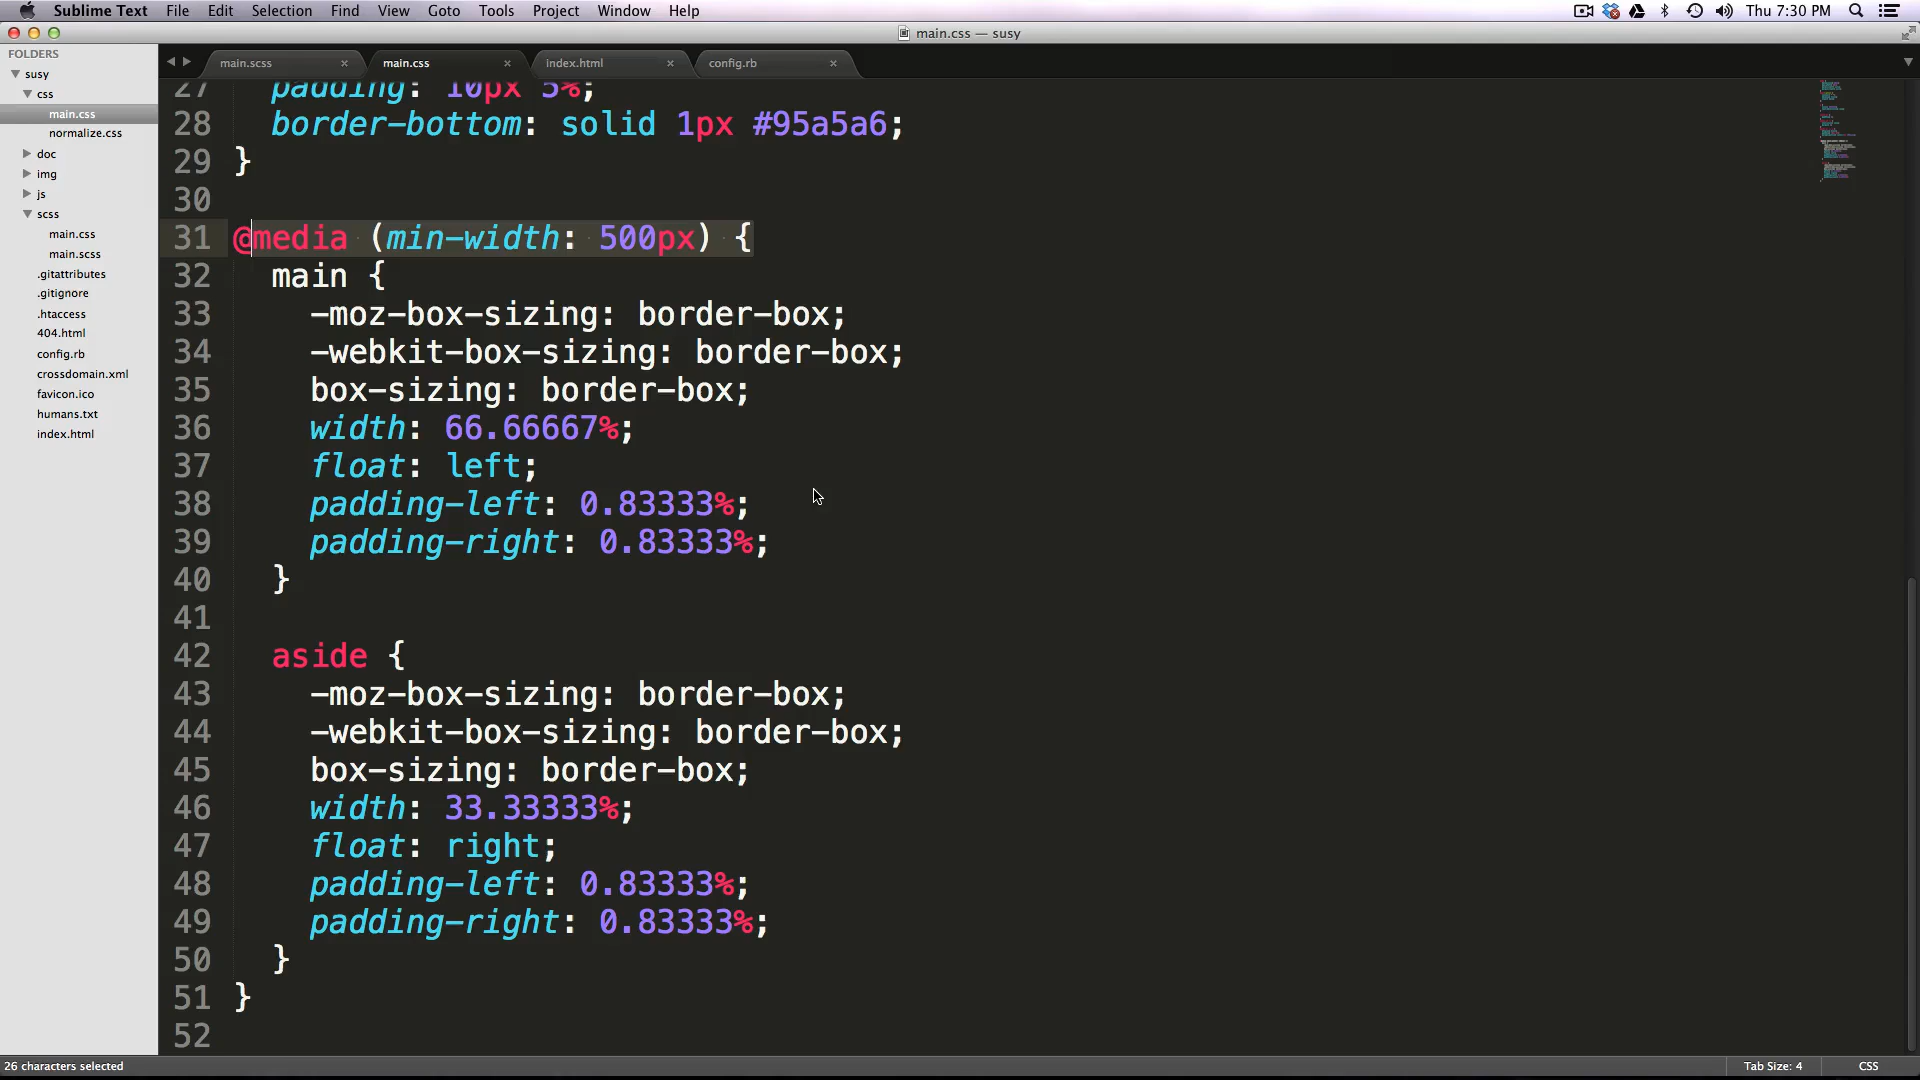 Sublime Text File Edit Selection Find View Goto Tools Project Window Help Thu 7:30 PM
main.css — susy
FOLDERS
susy
css
main.css
normalize.css
doc
img
js
scss
main.css
main.scss
.gitattributes
.gitignore
.htaccess
404.html
config.rb
crossdomain.xml
favicon.ico
humans.txt
index.html
main.scss × main.css × index.html × config.rb ×
27 padding: 10px 5%;
28 border-bottom: solid 1px #95a5a6;
29 }
30
31 @media (min-width: 500px) {
32 main {
33 -moz-box-sizing: border-box;
34 -webkit-box-sizing: border-box;
35 box-sizing: border-box;
36 width: 66.66667%;
37 float: left;
38 padding-left: 0.83333%;
39 padding-right: 0.83333%;
40 }
41
42 aside {
43 -moz-box-sizing: border-box;
44 -webkit-box-sizing: border-box;
45 box-sizing: border-box;
46 width: 33.33333%;
47 float: right;
48 padding-left: 0.83333%;
49 padding-right: 0.83333%;
50 }
51 }
52
26 characters selected Tab Size: 4 CSS